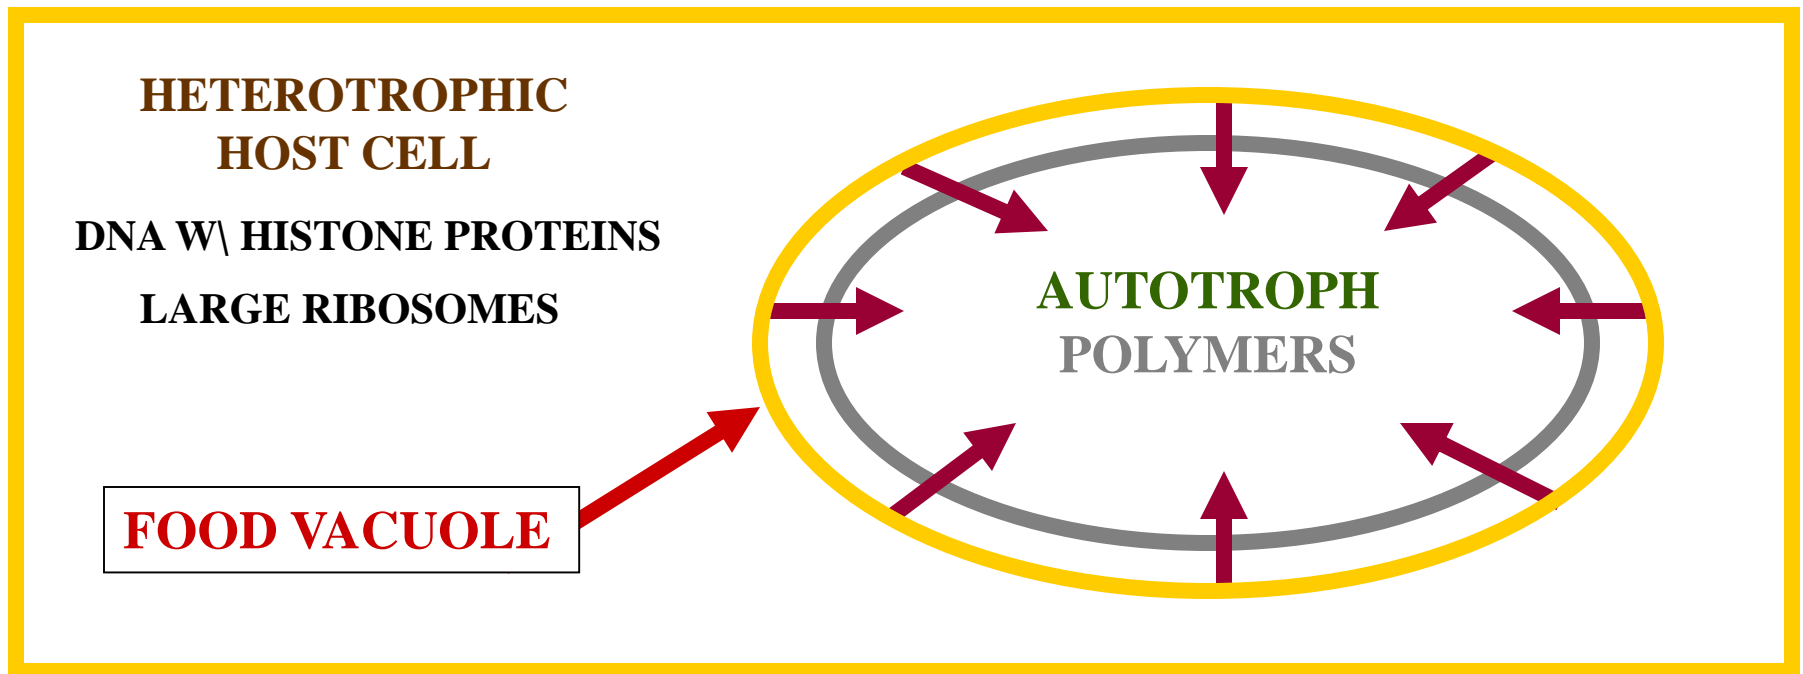 HETEROTROPHIC
HOST CELL
DNA W\ HISTONE PROTEINS
LARGE RIBOSOMES
AUTOTROPH
POLYMERS
FOOD VACUOLE